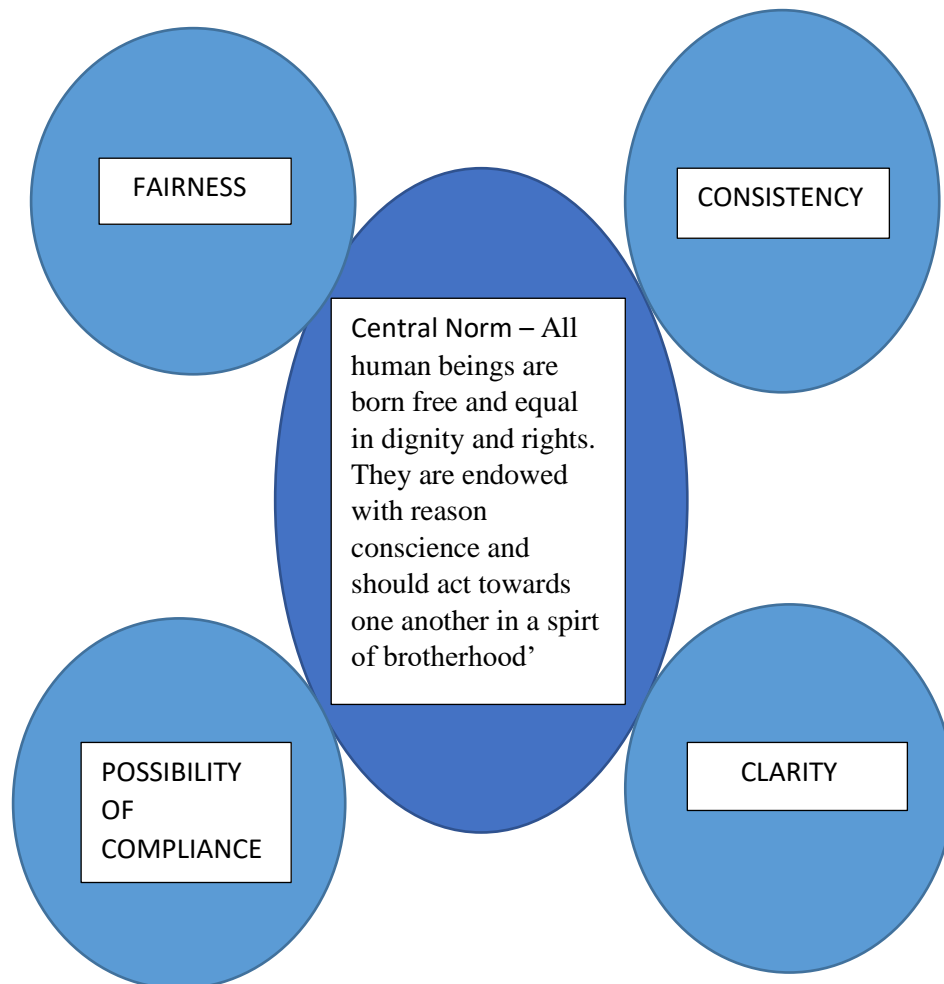 FAIRNESS
CONSISTENCY
Central Norm – All
human beings are
born free and equal
in dignity and rights.
They are endowed
with reason
conscience and
should act towards
one another in a spirt
of brotherhood’
POSSIBILITY
OF
COMPLIANCE
CLARITY